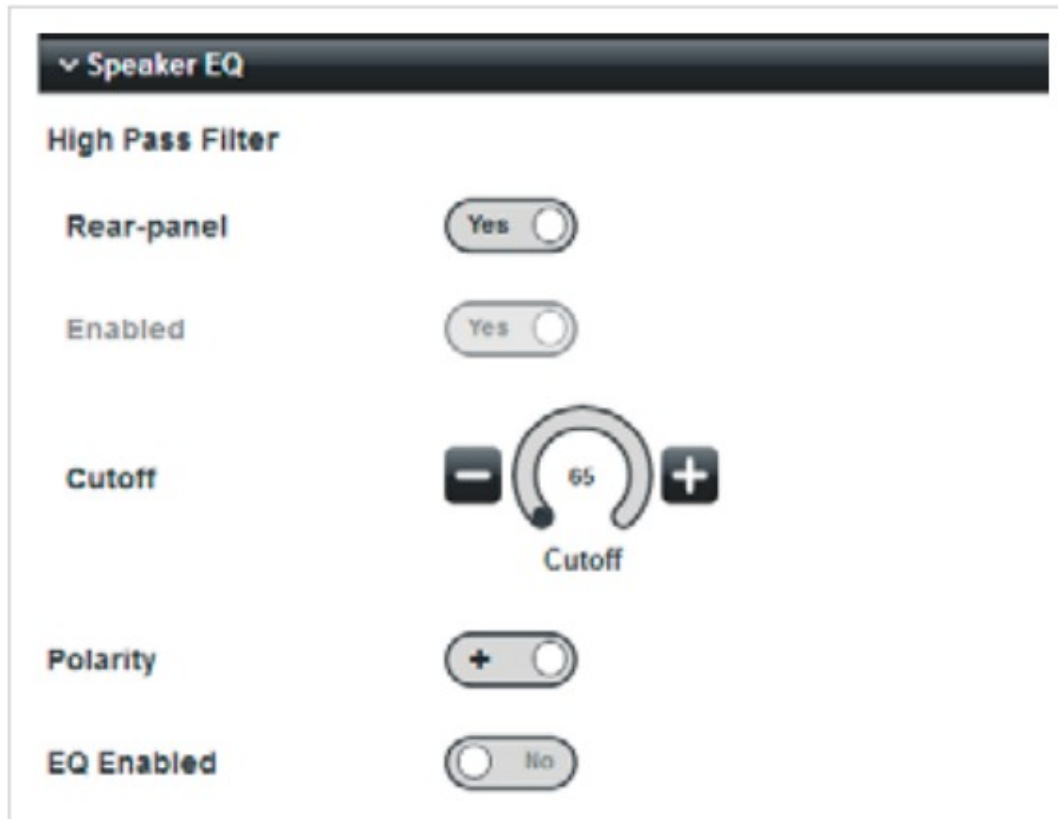 Speaker EQ
High Pass Filter
Rear-panel Yes
Enabled Yes
Cutoff 65
Cutoff
Polarity +
EQ Enabled No